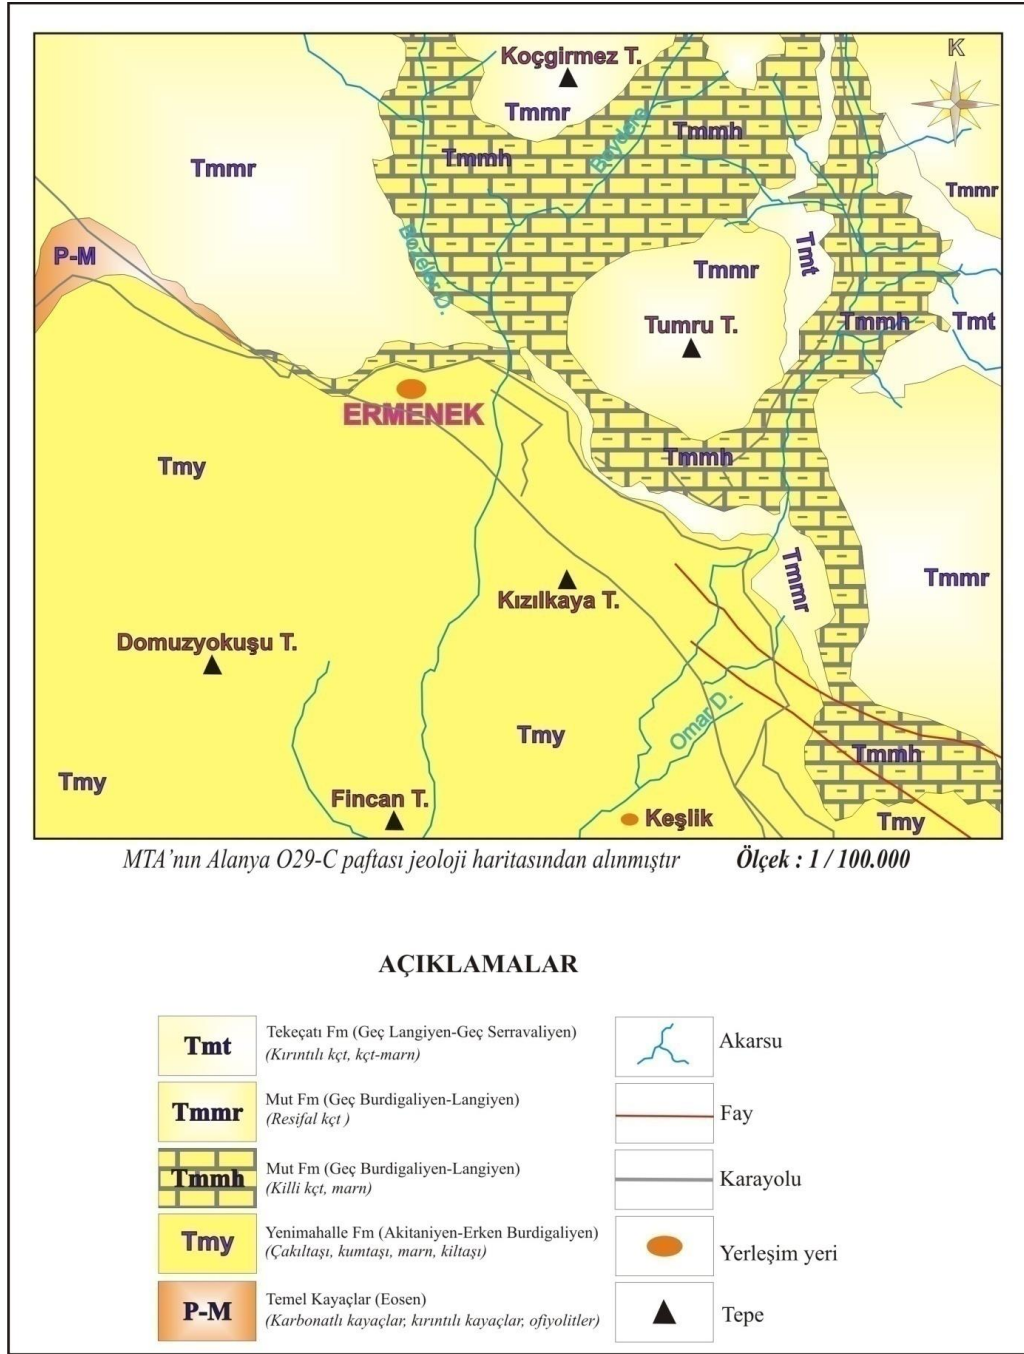 K
Koçgirmez T.
Tmmr
Baydere
Tmmh
Tmmh
Tmmr
Tmmr
P-M
Tmt
Tmmr
Tumru T.
Tmmh
Tmt
ERMENEK
Tmy
Tmmh
Tmmr
Tmmr
Kızılkaya T.
Domuzyokuşu T.
Omar D.
Tmy
Tmmh
Tmy
Fincan T.
Keşlik
Tmy
MTA'nın Alanya O29-C paftası jeoloji haritasından alınmıştır Ölçek : 1 / 100.000
AÇIKLAMALAR
Tmt
Tekeçatı Fm (Geç Langiyen-Geç Serravaliyen)
(Kırıntılı kçt, kçt-marn)
Akarsu
Tmmr
Mut Fm (Geç Burdigaliyen-Langiyen)
(Resifal kçt )
Fay
Tmmh
Mut Fm (Geç Burdigaliyen-Langiyen)
(Killi kçt, marn)
Karayolu
Tmy
Yenimahalle Fm (Akitaniyen-Erken Burdigaliyen)
(Çakıltaşı, kumtaşı, marn, kiltaşı)
Yerleşim yeri
P-M
Temel Kayaçlar (Eosen)
(Karbonatlı kayaçlar, kırıntılı kayaçlar, ofiyolitler)
Tepe